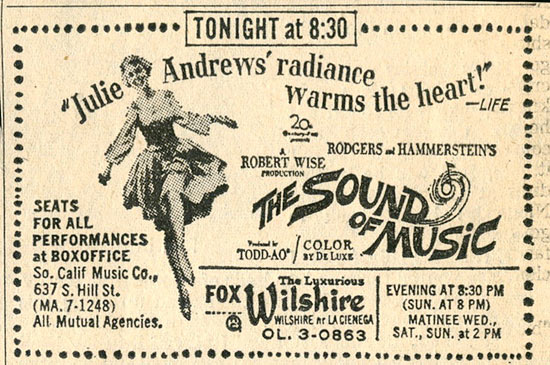 TONIGHT at 8:30
"Julie Andrews' radiance
warms the heart!"
—LIFE
20th
Century-Fox
presents
A
ROBERT WISE
PRODUCTION
RODGERS and HAMMERSTEIN'S
THE SOUND
OF MUSIC
Produced in
TODD-AO®
COLOR
BY DE LUXE
SEATS
FOR ALL
PERFORMANCES
at BOXOFFICE
So. Calif Music Co.,
637 S. Hill St.
(MA. 7-1248)
All Mutual Agencies.
FOX
The Luxurious
Wilshire
WILSHIRE AT LA CIENEGA
OL. 3-0863
EVENING AT 8:30 PM
(SUN. AT 8 PM)
MATINEE WED.,
SAT., SUN. at 2 PM